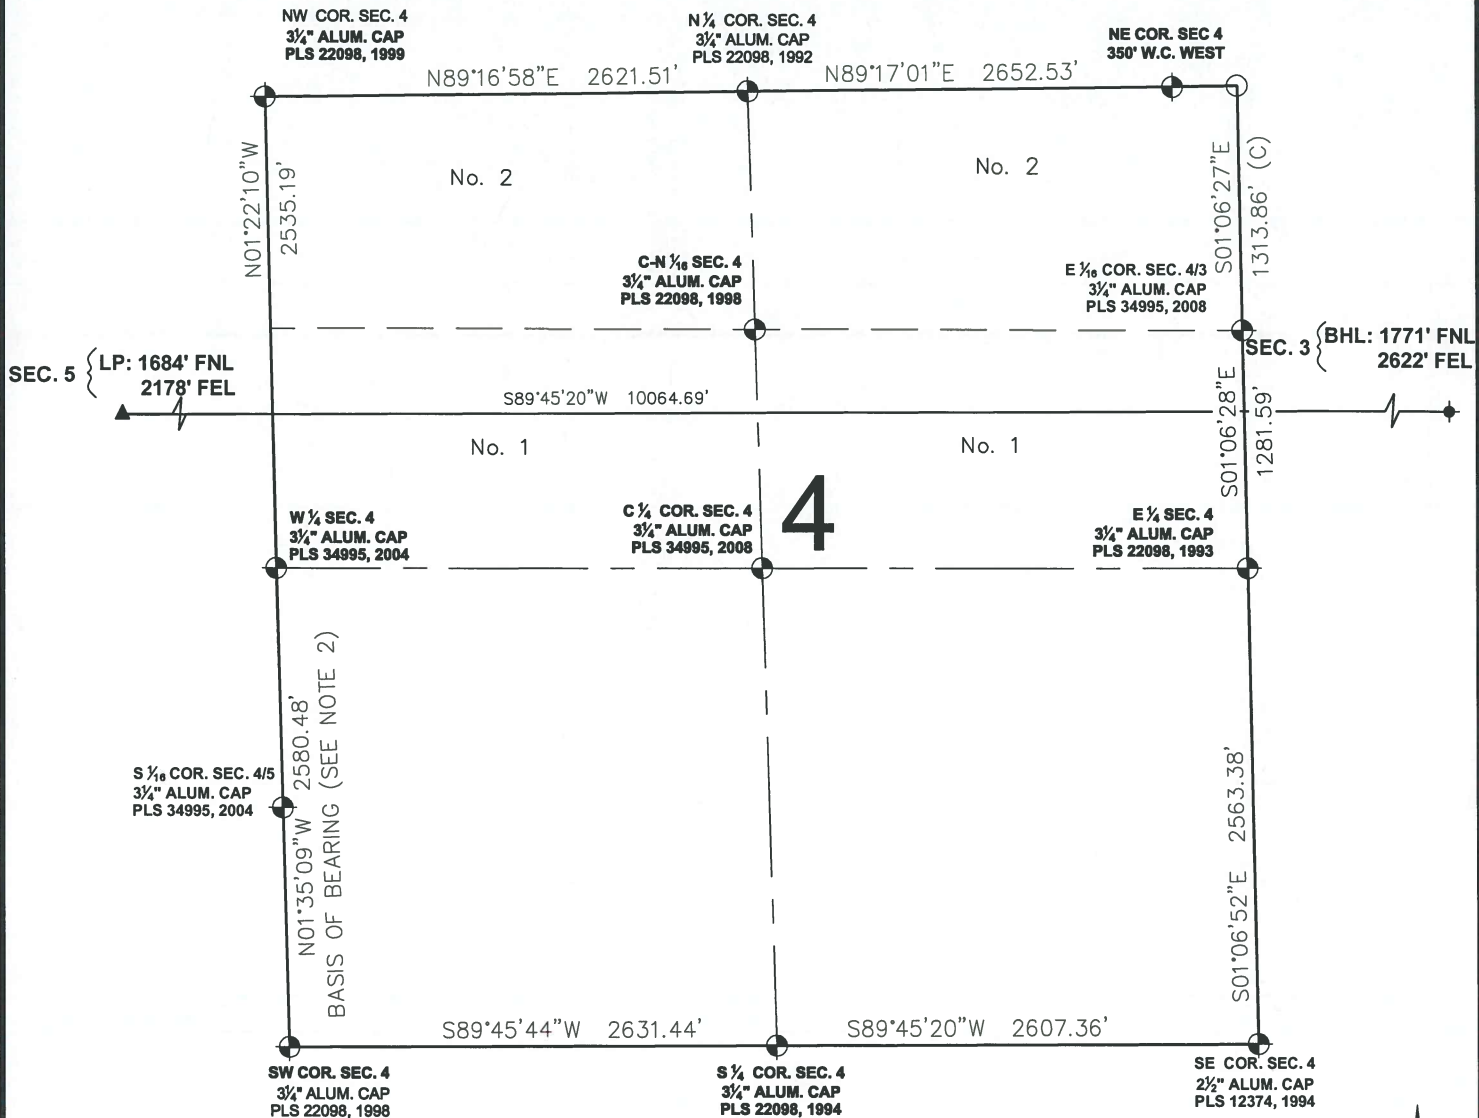 NW COR. SEC. 4
3¼" ALUM. CAP
PLS 22098, 1999
N ¼ COR. SEC. 4
3¼" ALUM. CAP
PLS 22098, 1992
NE COR. SEC 4
350' W.C. WEST
N89°16'58"E 2621.51'
N89°17'01"E 2652.53'
N01°22'10"W
2535.19'
No. 2
No. 2
S01°06'27"E
1313.86' (C)
C-N 1/16 SEC. 4
3¼" ALUM. CAP
PLS 22098, 1998
E 1/16 COR. SEC. 4/3
3¼" ALUM. CAP
PLS 34995, 2008
SEC. 5
LP: 1684' FNL
2178' FEL
SEC. 3
BHL: 1771' FNL
2622' FEL
S89°45'20"W 10064.69'
S01°06'28"E
1281.59'
No. 1
No. 1
4
W ¼ SEC. 4
3¼" ALUM. CAP
PLS 34995, 2004
C ¼ COR. SEC. 4
3¼" ALUM. CAP
PLS 34995, 2008
E ¼ SEC. 4
3¼" ALUM. CAP
PLS 22098, 1993
N01°35'09"W 2580.48'
BASIS OF BEARING (SEE NOTE 2)
S 1/16 COR. SEC. 4/5
3¼" ALUM. CAP
PLS 34995, 2004
S01°06'52"E 2563.38'
S89°45'44"W 2631.44'
S89°45'20"W 2607.36'
SW COR. SEC. 4
3¼" ALUM. CAP
PLS 22098, 1998
S ¼ COR. SEC. 4
3¼" ALUM. CAP
PLS 22098, 1994
SE COR. SEC. 4
2½" ALUM. CAP
PLS 12374, 1994